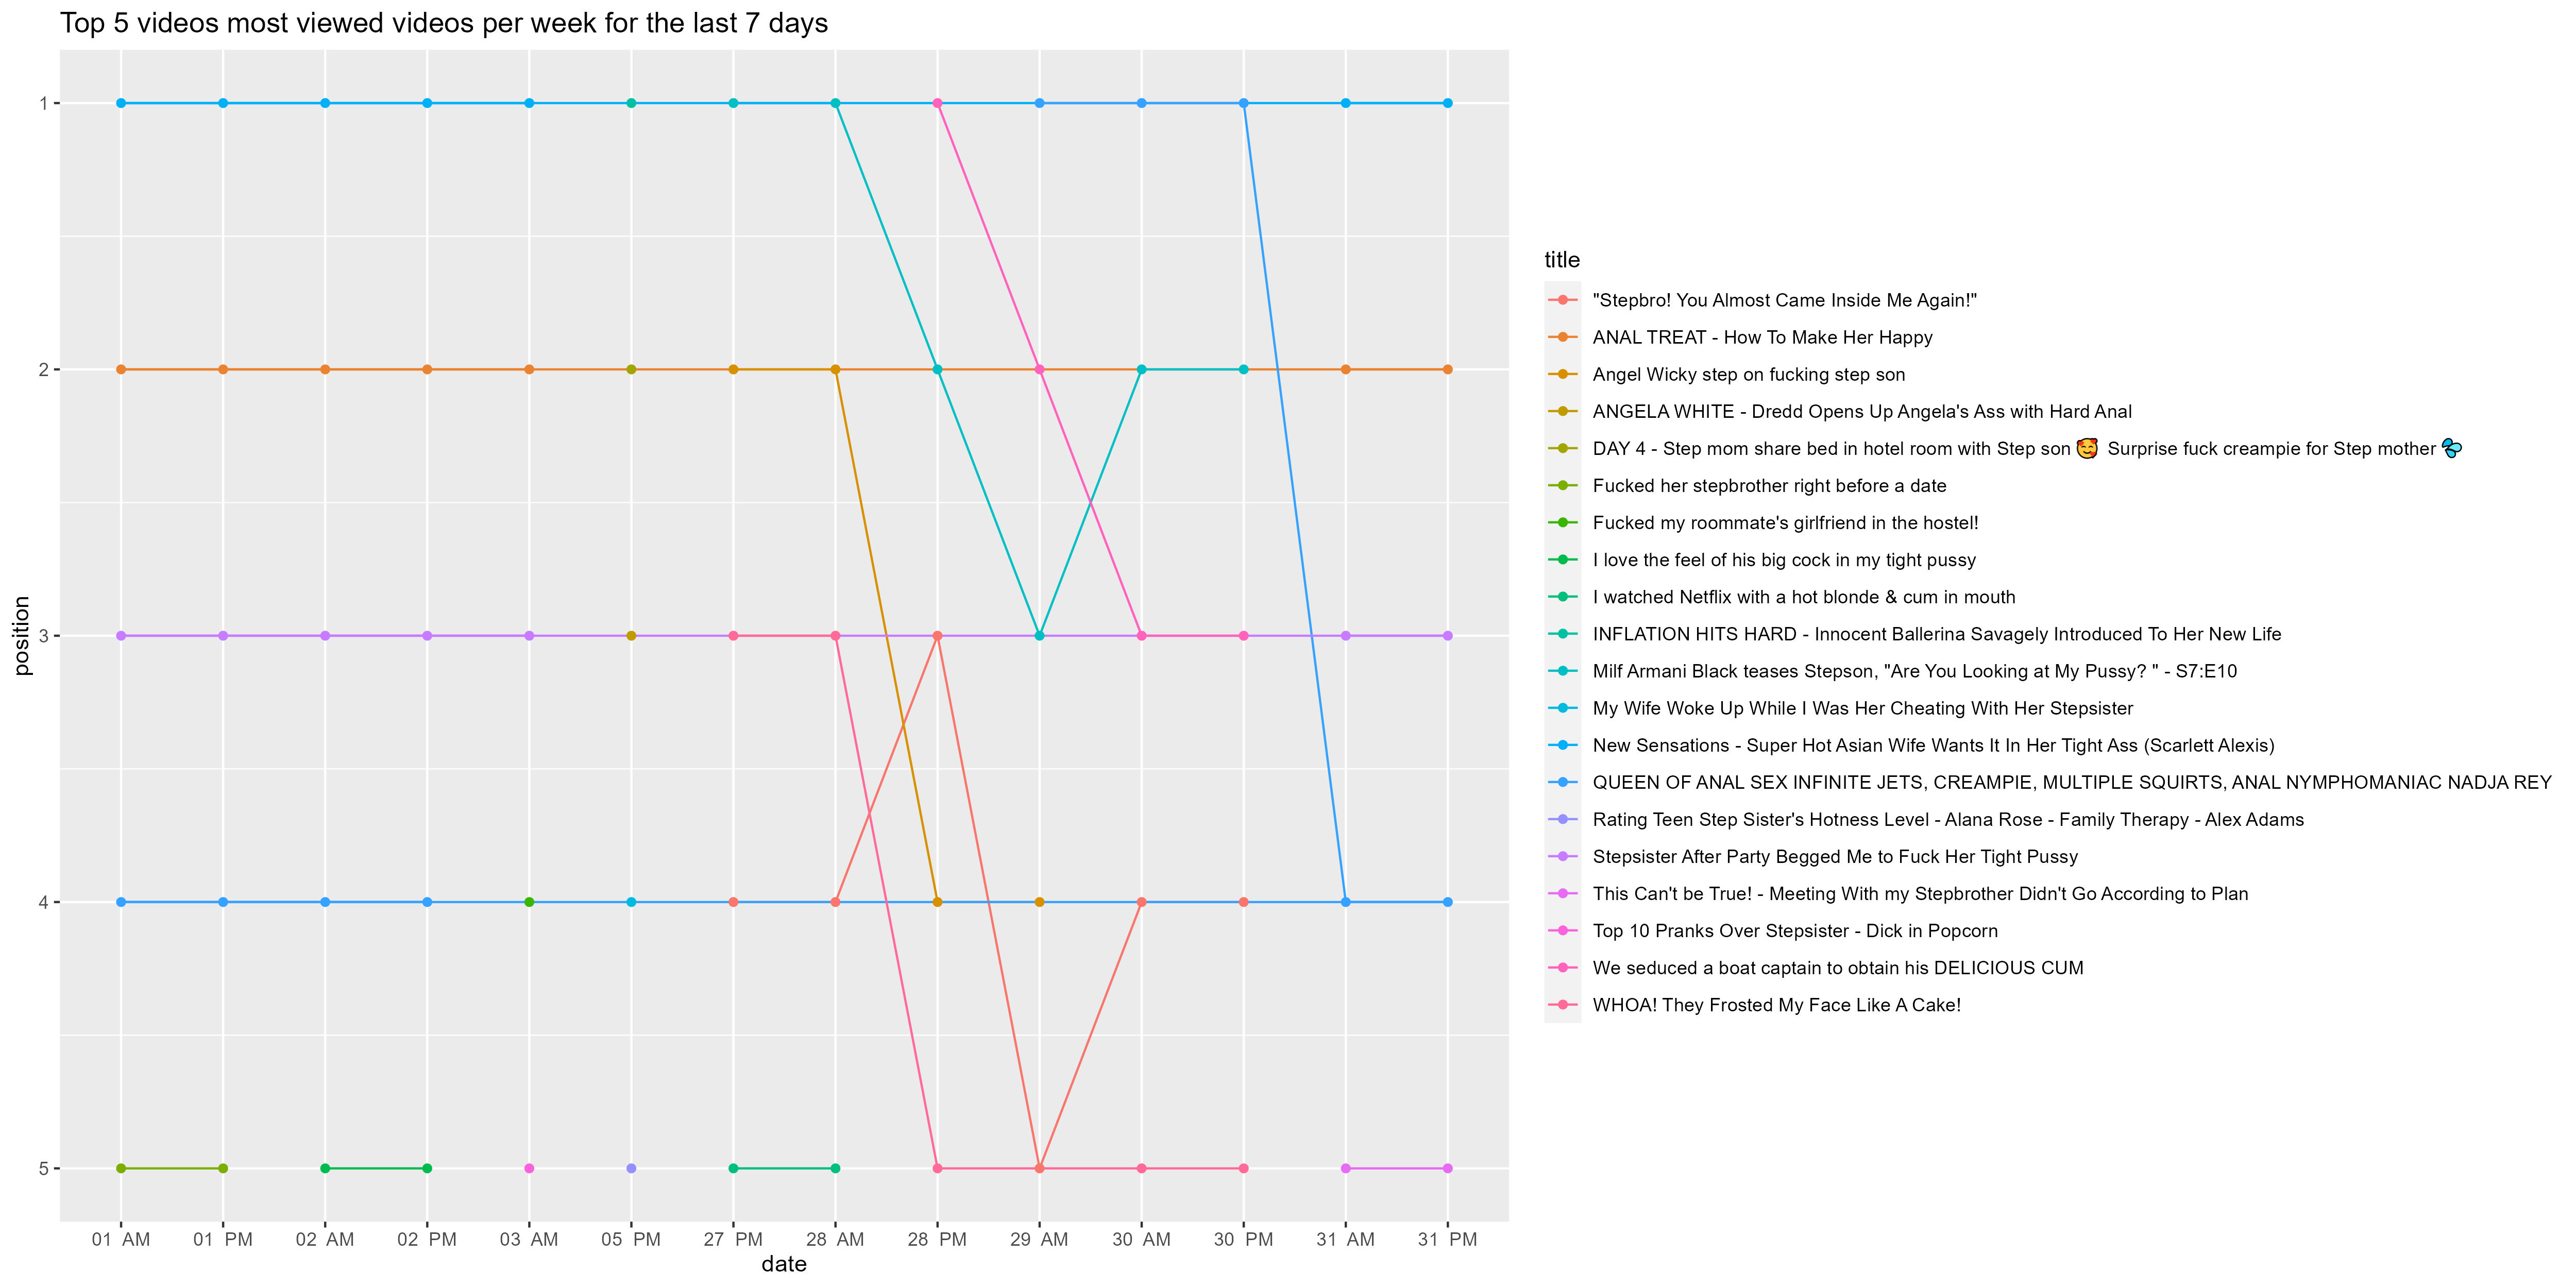 Top 5 videos most viewed videos per week for the last 7 days
position
1
2
3
4
5
01 AM
01 PM
02 AM
02 PM
03 AM
05 PM
27 PM
28 AM
28 PM
29 AM
30 AM
30 PM
31 AM
31 PM
date
title
"Stepbro! You Almost Came Inside Me Again!"
ANAL TREAT - How To Make Her Happy
Angel Wicky step on fucking step son
ANGELA WHITE - Dredd Opens Up Angela's Ass with Hard Anal
DAY 4 - Step mom share bed in hotel room with Step son 🥰 Surprise fuck creampie for Step mother 💦
Fucked her stepbrother right before a date
Fucked my roommate's girlfriend in the hostel!
I love the feel of his big cock in my tight pussy
I watched Netflix with a hot blonde & cum in mouth
INFLATION HITS HARD - Innocent Ballerina Savagely Introduced To Her New Life
Milf Armani Black teases Stepson, "Are You Looking at My Pussy? " - S7:E10
My Wife Woke Up While I Was Her Cheating With Her Stepsister
New Sensations - Super Hot Asian Wife Wants It In Her Tight Ass (Scarlett Alexis)
QUEEN OF ANAL SEX INFINITE JETS, CREAMPIE, MULTIPLE SQUIRTS, ANAL NYMPHOMANIAC NADJA REY
Rating Teen Step Sister's Hotness Level - Alana Rose - Family Therapy - Alex Adams
Stepsister After Party Begged Me to Fuck Her Tight Pussy
This Can't be True! - Meeting With my Stepbrother Didn't Go According to Plan
Top 10 Pranks Over Stepsister - Dick in Popcorn
We seduced a boat captain to obtain his DELICIOUS CUM
WHOA! They Frosted My Face Like A Cake!